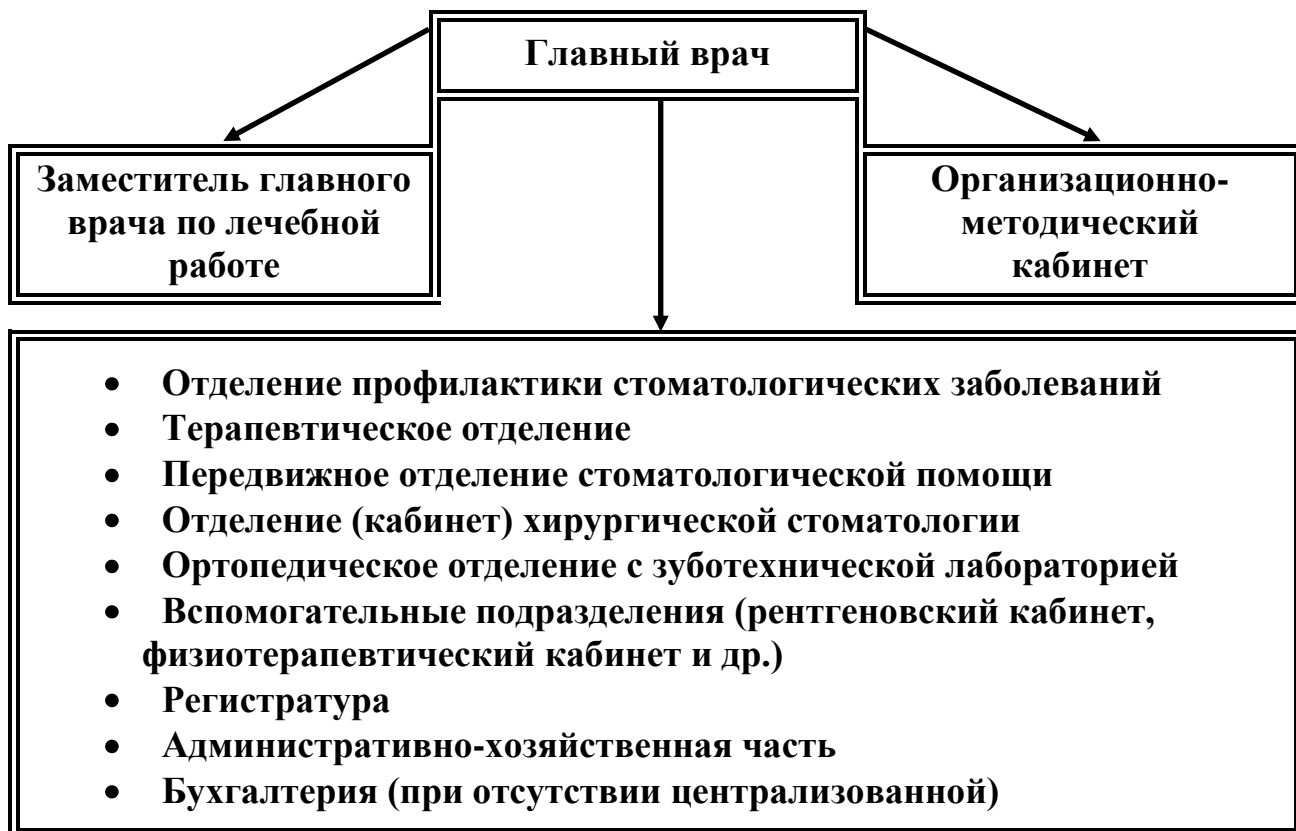 Главный врач
Заместитель главного
врача по лечебной
работе
Организационно-
методический
кабинет
• Отделение профилактики стоматологических заболеваний
• Терапевтическое отделение
• Передвижное отделение стоматологической помощи
• Отделение (кабинет) хирургической стоматологии
• Ортопедическое отделение с зуботехнической лабораторией
• Вспомогательные подразделения (рентгеновский кабинет,
физиотерапевтический кабинет и др.)
• Регистратура
• Административно-хозяйственная часть
• Бухгалтерия (при отсутствии централизованной)